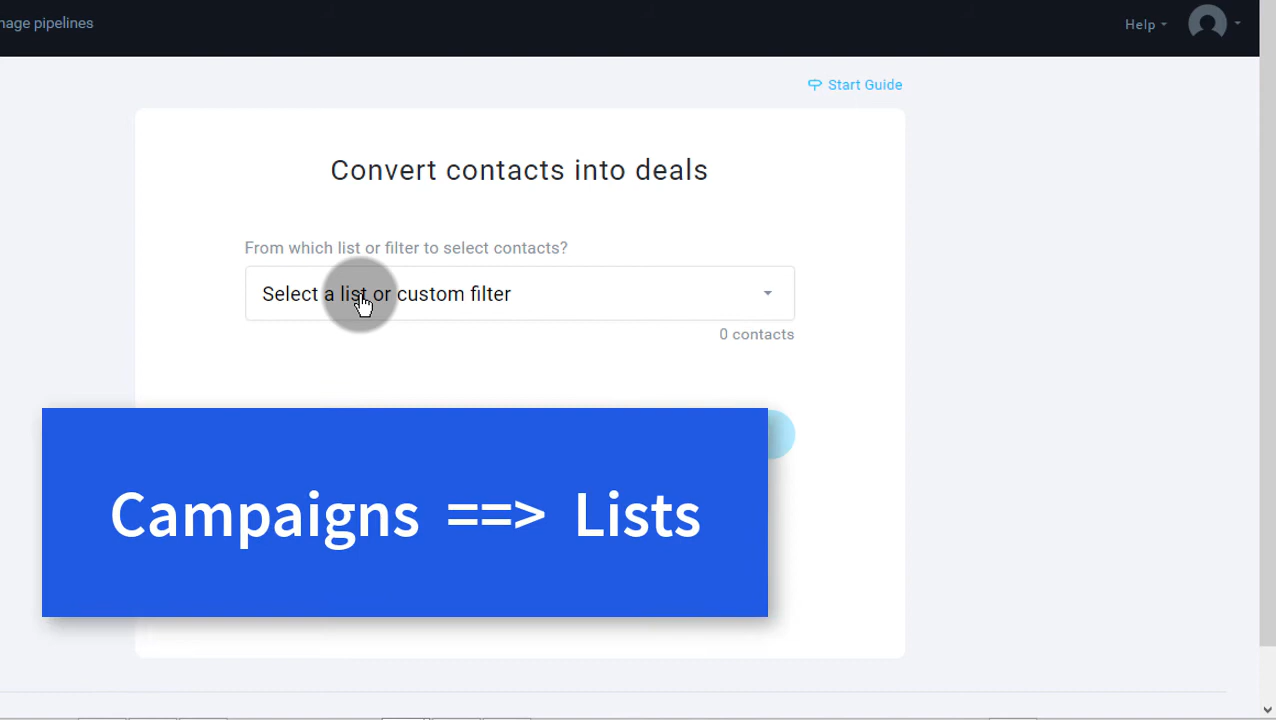 nage pipelines
Help
Start Guide
Convert contacts into deals
From which list or filter to select contacts?
Select a list or custom filter
0 contacts
Campaigns ==> Lists